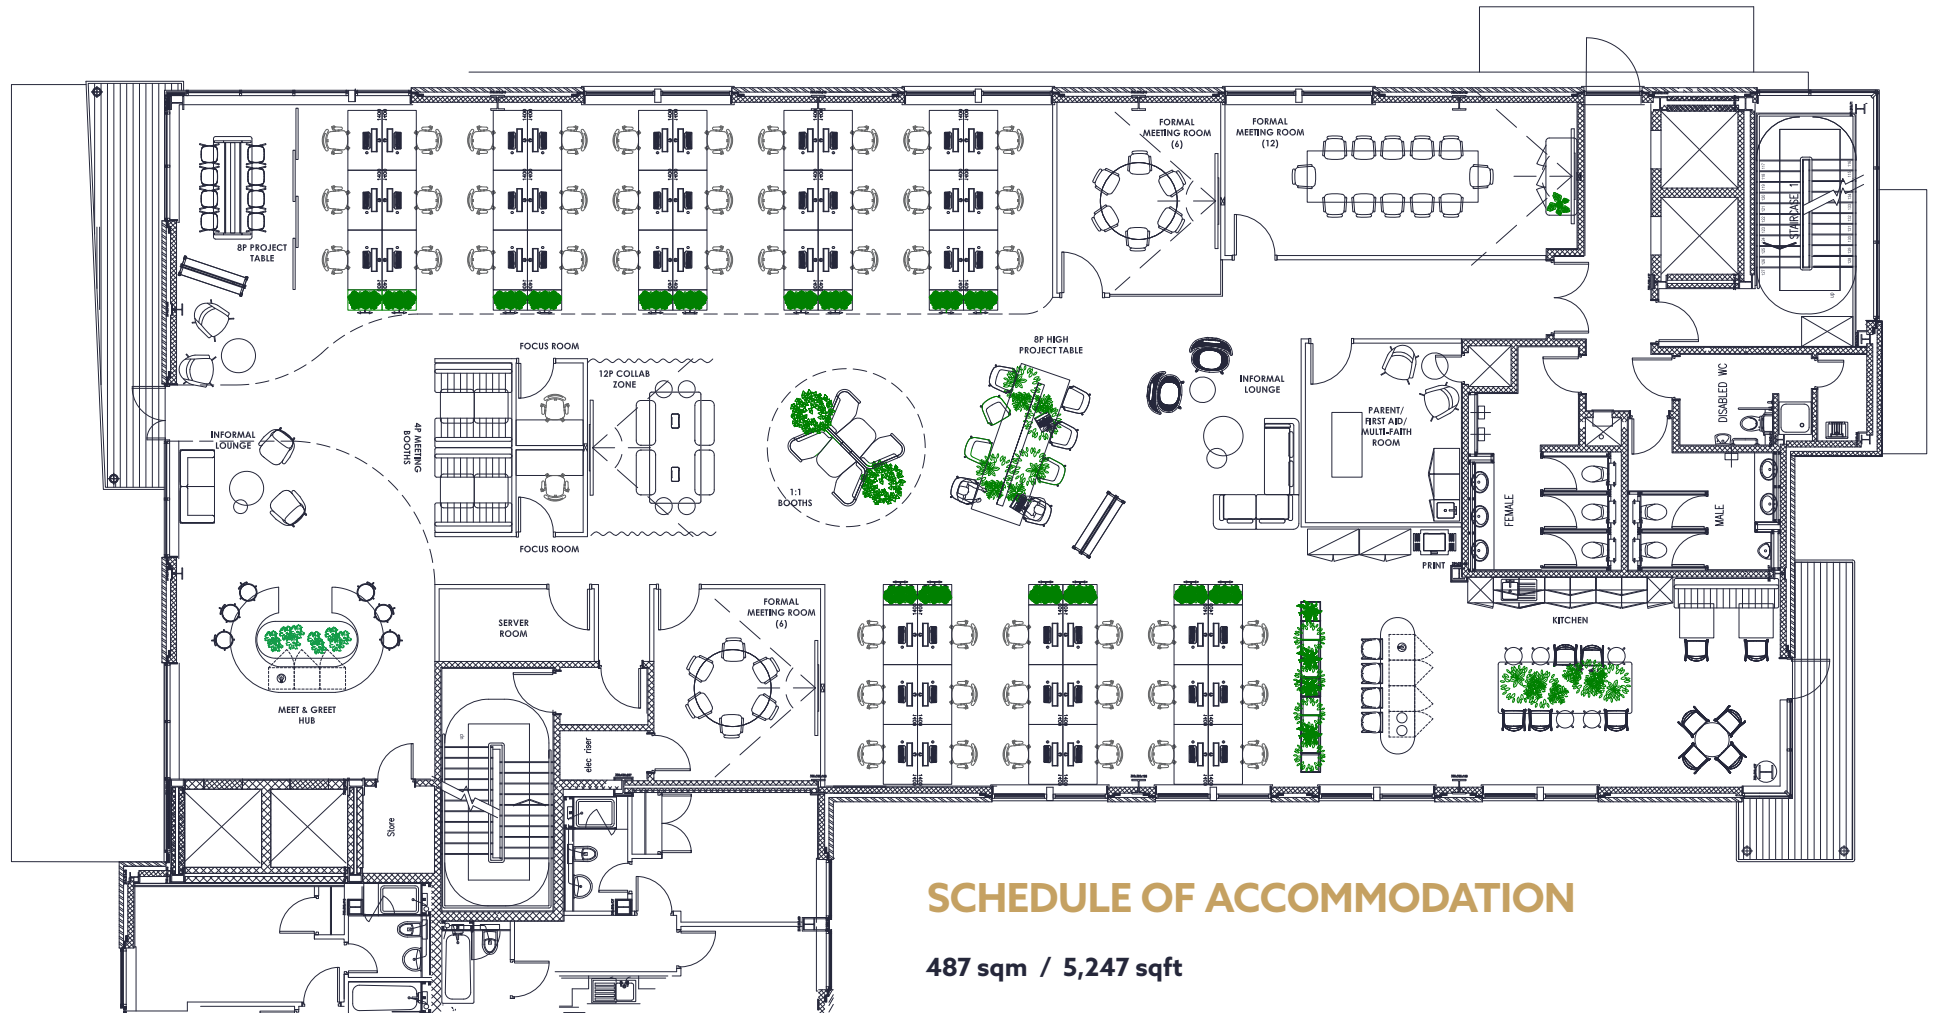 FORMAL
MEETING ROOM
(6)
FORMAL
MEETING ROOM
(12)
STAIRCASE 1
8P PROJECT
TABLE
FOCUS ROOM
12P COLLAB
ZONE
8P HIGH
PROJECT TABLE
INFORMAL
LOUNGE
DISABLED WC
PARENT/
FIRST AID/
MULTI-FAITH
ROOM
INFORMAL
LOUNGE
4P MEETING
BOOTHS
1:1
BOOTHS
FEMALE
MALE
FOCUS ROOM
PRINT
SERVER
ROOM
FORMAL
MEETING ROOM
(6)
KITCHEN
MEET & GREET
HUB
elec riser
Store
SCHEDULE OF ACCOMMODATION
487 sqm / 5,247 sqft